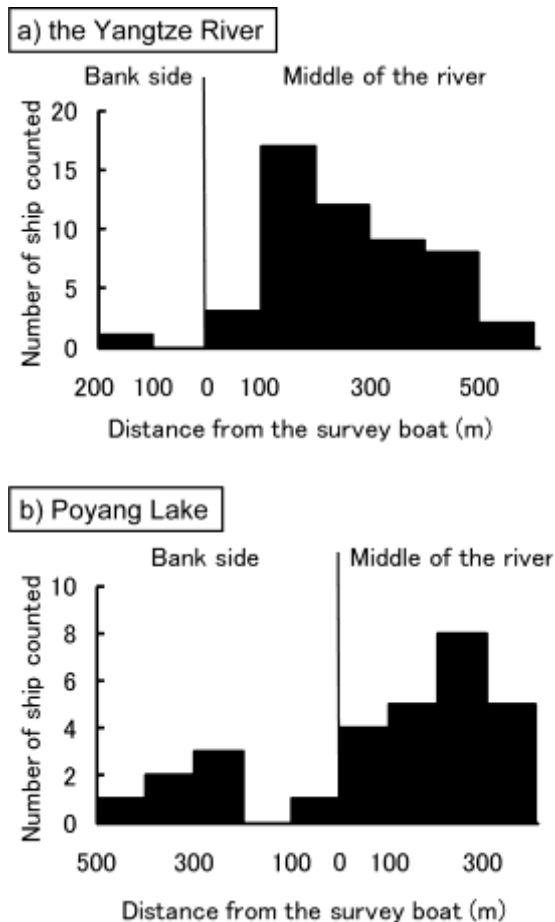 a) the Yangtze River
Bank side Middle of the river
Number of ship counted
20
15
10
5
0
200 100 0 100 300 500
Distance from the survey boat (m)
b) Poyang Lake
Bank side Middle of the river
Number of ship counted
10
8
6
4
2
0
500 300 100 0 100 300
Distance from the survey boat (m)